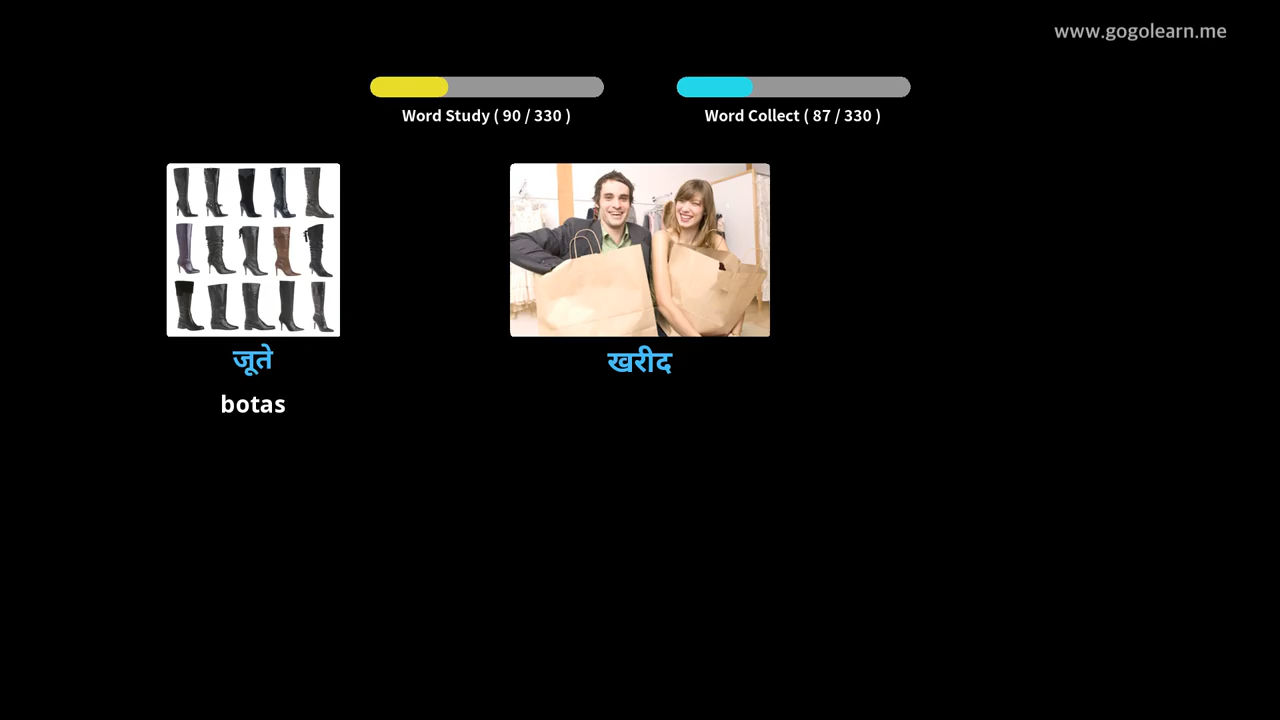 www.gogolearn.me
Word Study ( 90 / 330 )
Word Collect ( 87 / 330 )
जूते
खरीद
botas